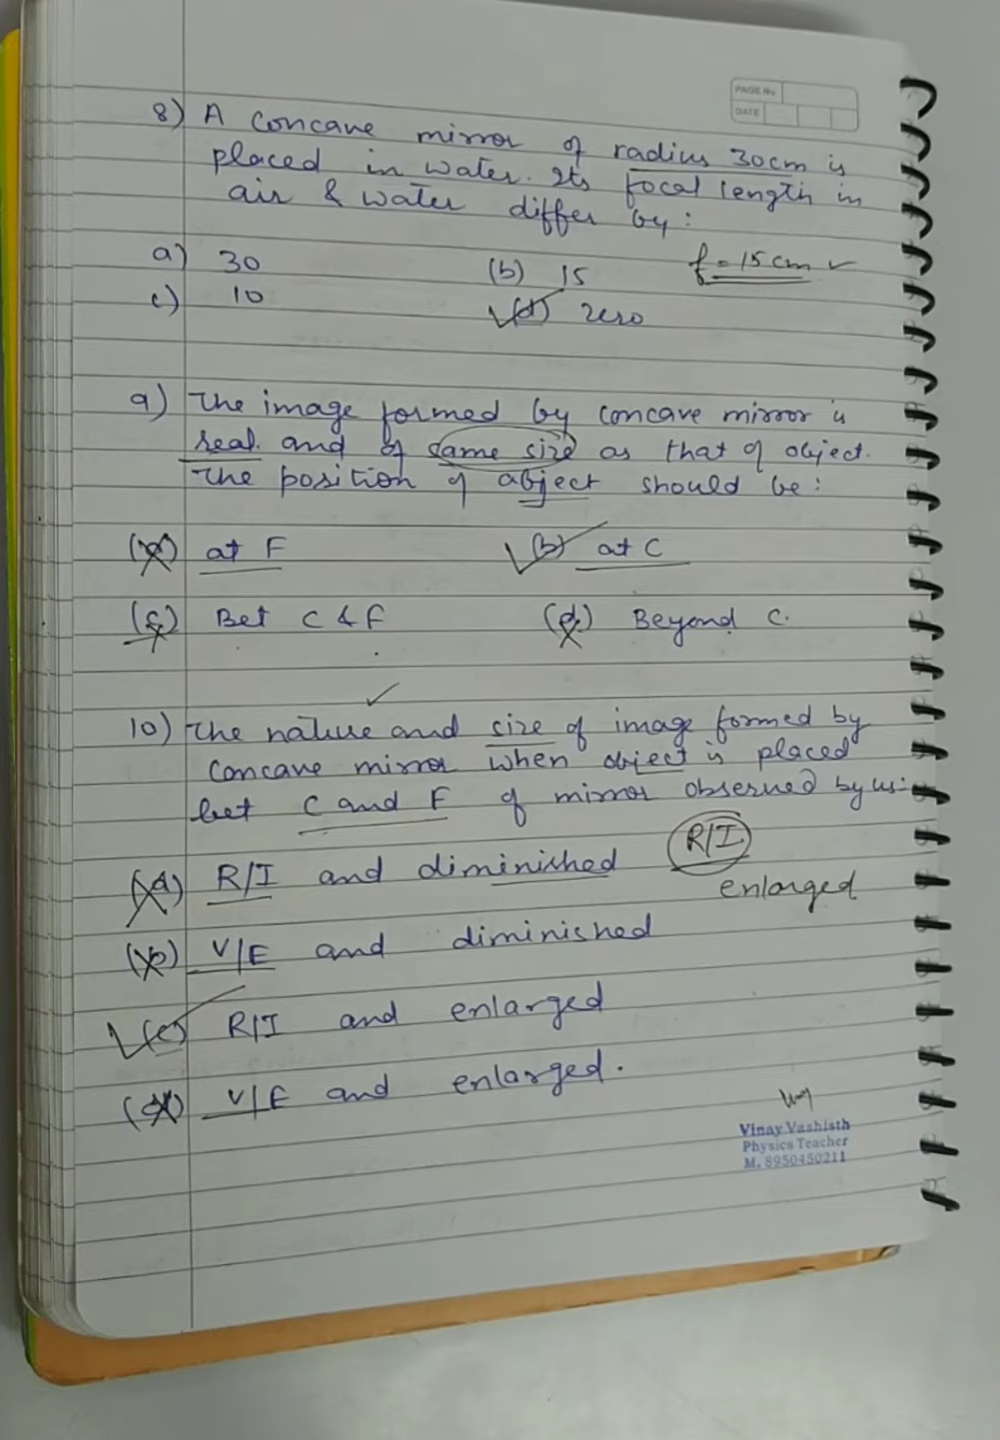 PAGE No
DATE
8) A concave mirror of radius 30cm is
placed in water. Its focal length in
air & water differ by:
a) 30 (b) 15 f = 15 cm ✓
c) 10 (d) zero
9) The image formed by concave mirror is
real and of same size as that of object.
The position of object should be:
(a) at F (b) at C
(c) Bet C & F (d) Beyond C.
10) The nature and size of image formed by
concave mirror when object is placed
bet C and F of mirror observed by us:-
(a) R/I and diminished R/I
enlarged
(b) V/E and diminished
(c) R/I and enlarged
(d) V/E and enlarged.
Vinay Vashisth
Physics Teacher
M. 8950450211